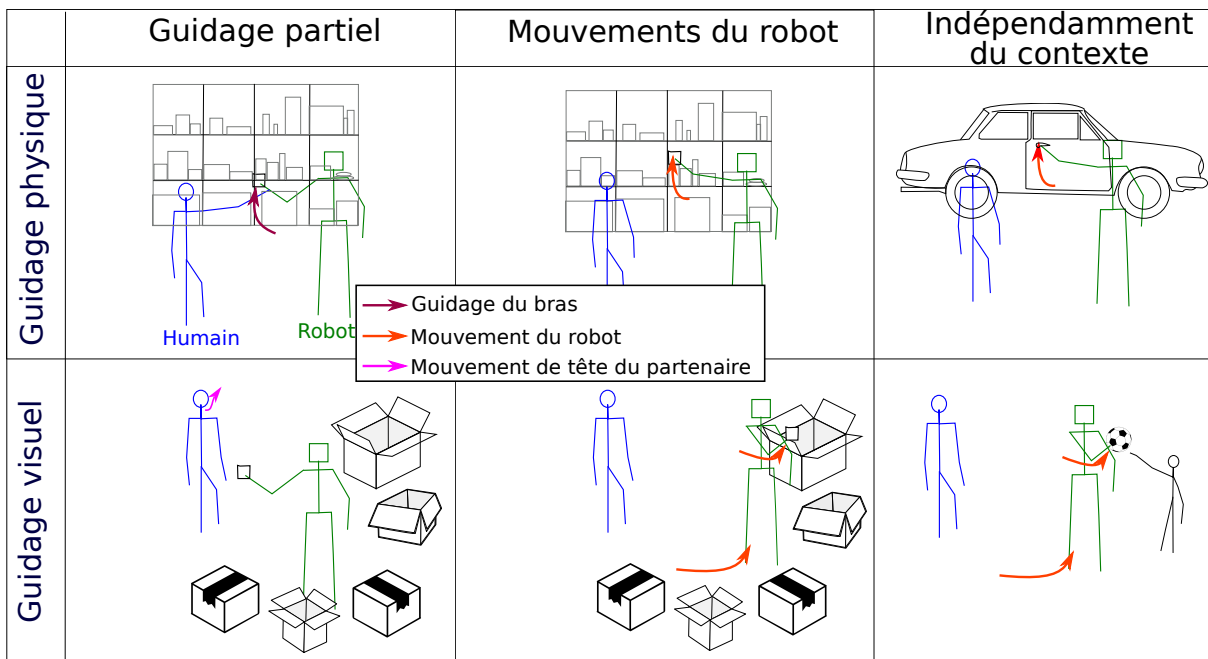 Guidage partiel
Mouvements du robot
Indépendamment
du contexte
Guidage physique
Humain
Robot
Guidage du bras
Mouvement du robot
Mouvement de tête du partenaire
Guidage visuel